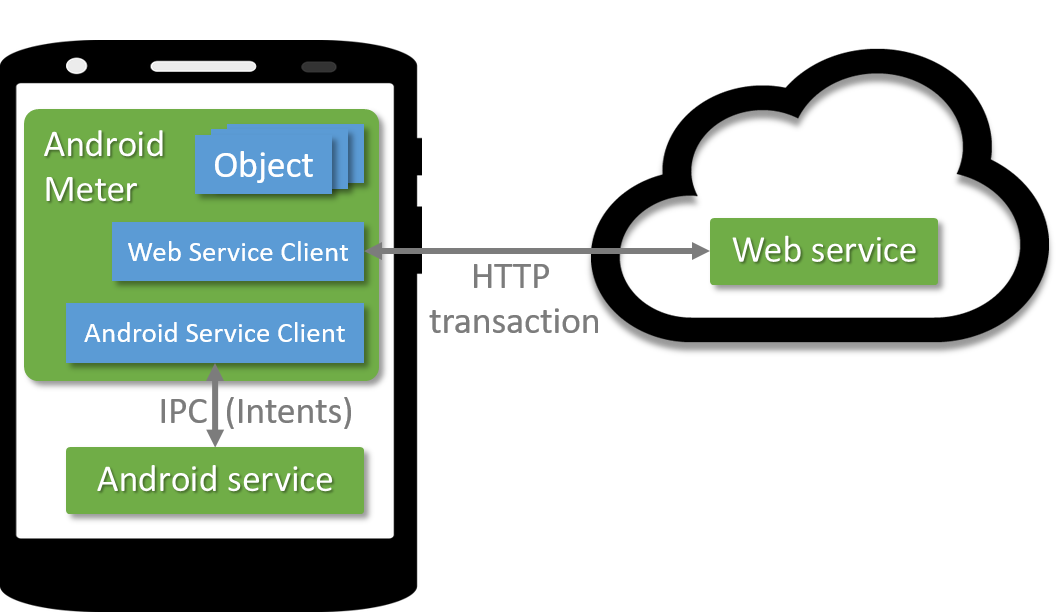 Android
Meter
Object
Web Service Client
Android Service Client
IPC (Intents)
Android service
HTTP
transaction
Web service